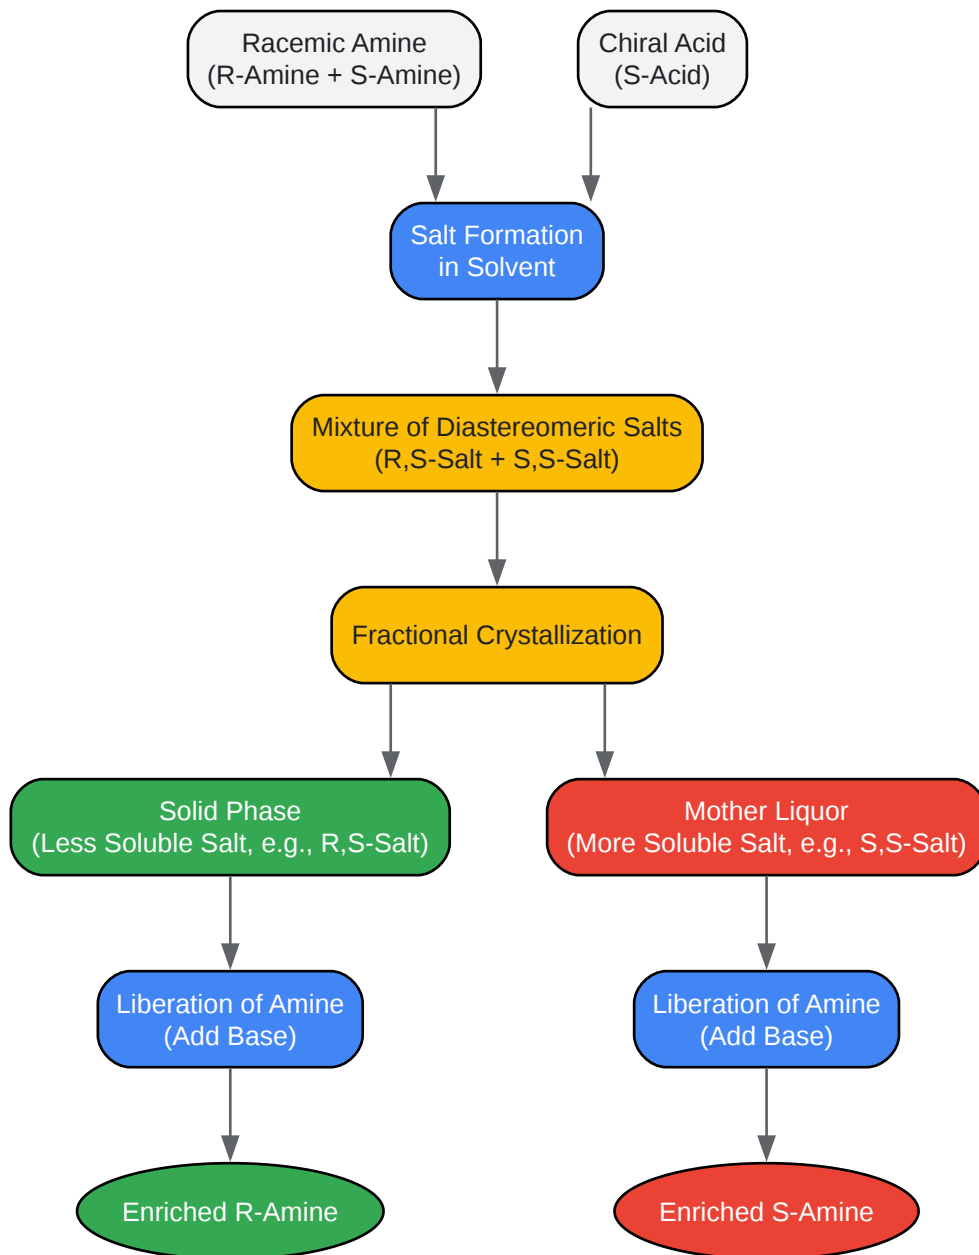 Racemic Amine
(R-Amine + S-Amine)
Chiral Acid
(S-Acid)
Salt Formation
in Solvent
Mixture of Diastereomeric Salts
(R,S-Salt + S,S-Salt)
Fractional Crystallization
Solid Phase
(Less Soluble Salt, e.g., R,S-Salt)
Mother Liquor
(More Soluble Salt, e.g., S,S-Salt)
Liberation of Amine
(Add Base)
Liberation of Amine
(Add Base)
Enriched R-Amine
Enriched S-Amine